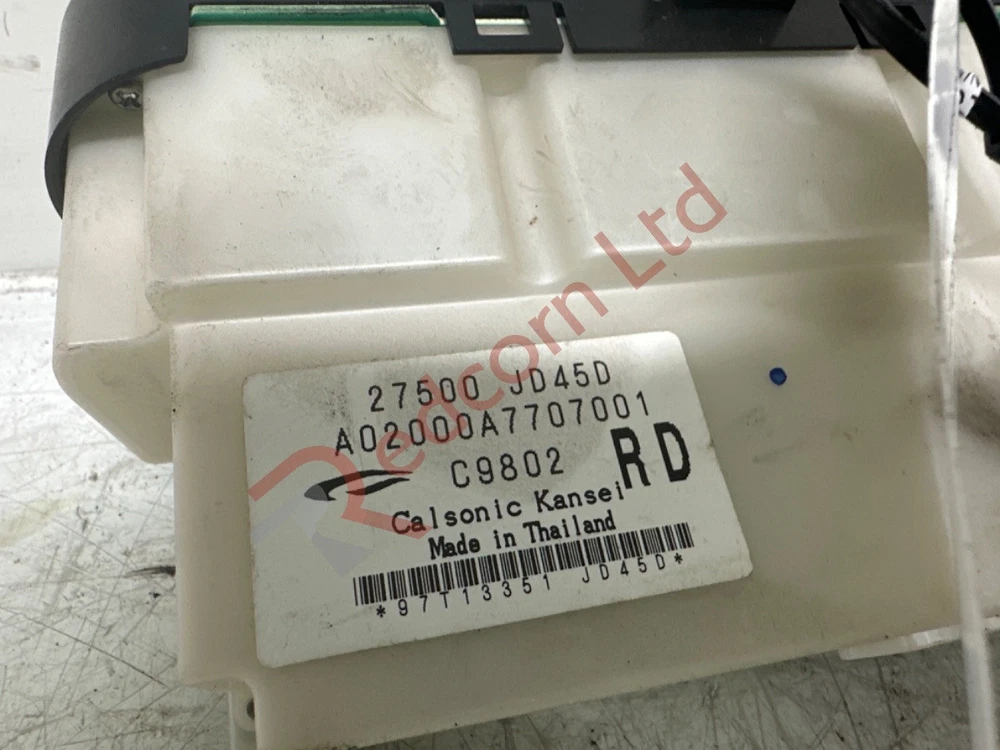 27500 JD45D
A02000A7707001
C9802 RD
Calsonic Kansei
Made in Thailand
*97T13351 JD45D*
Redcorn Ltd